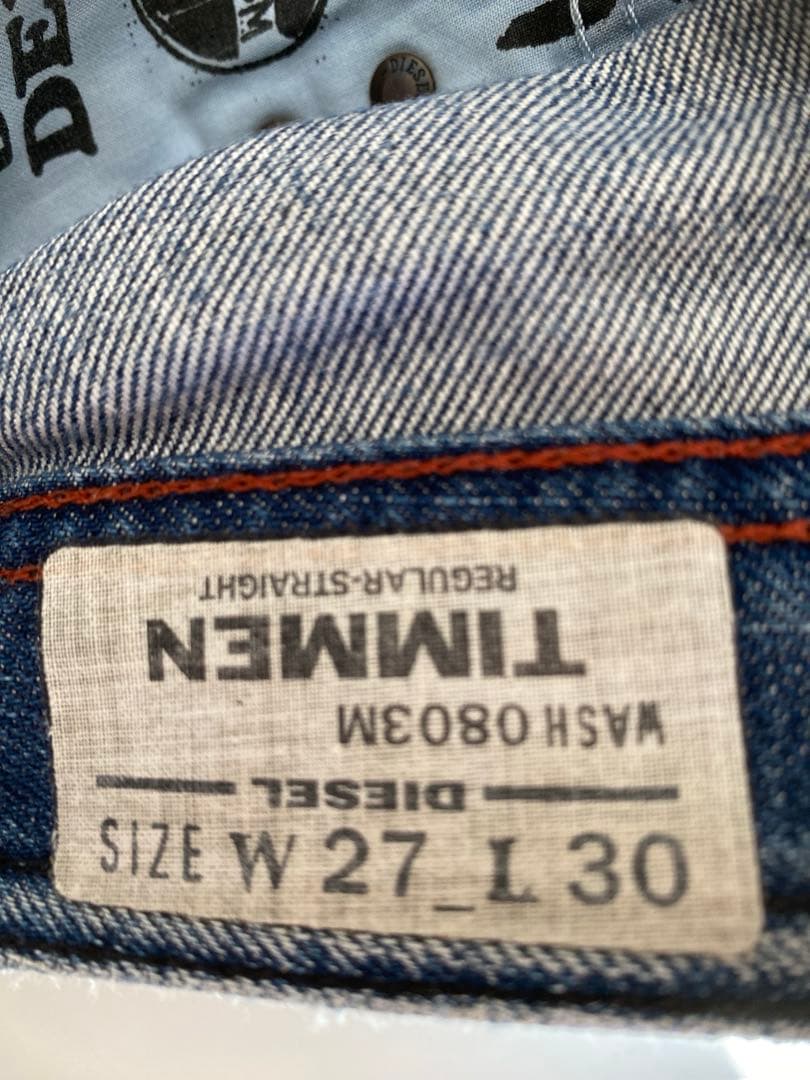 SIZE W 27_L 30
DIESEL
WASH 0803M
TIMMEN
REGULAR-STRAIGHT